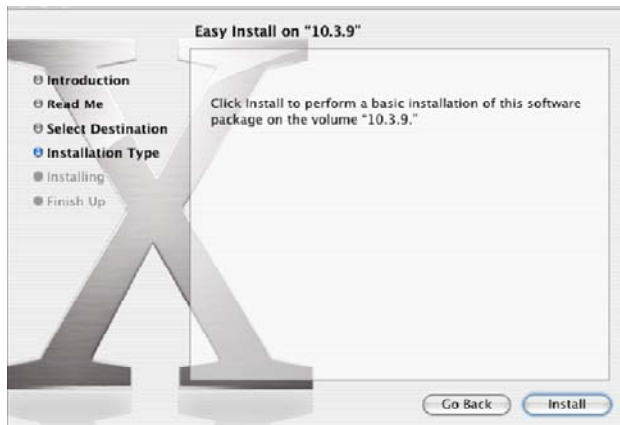 Easy Install on “10.3.9”
Introduction
Read Me
Select Destination
Installation Type
Installing
Finish Up
Click Install to perform a basic installation of this software
package on the volume “10.3.9.”
Go Back
Install